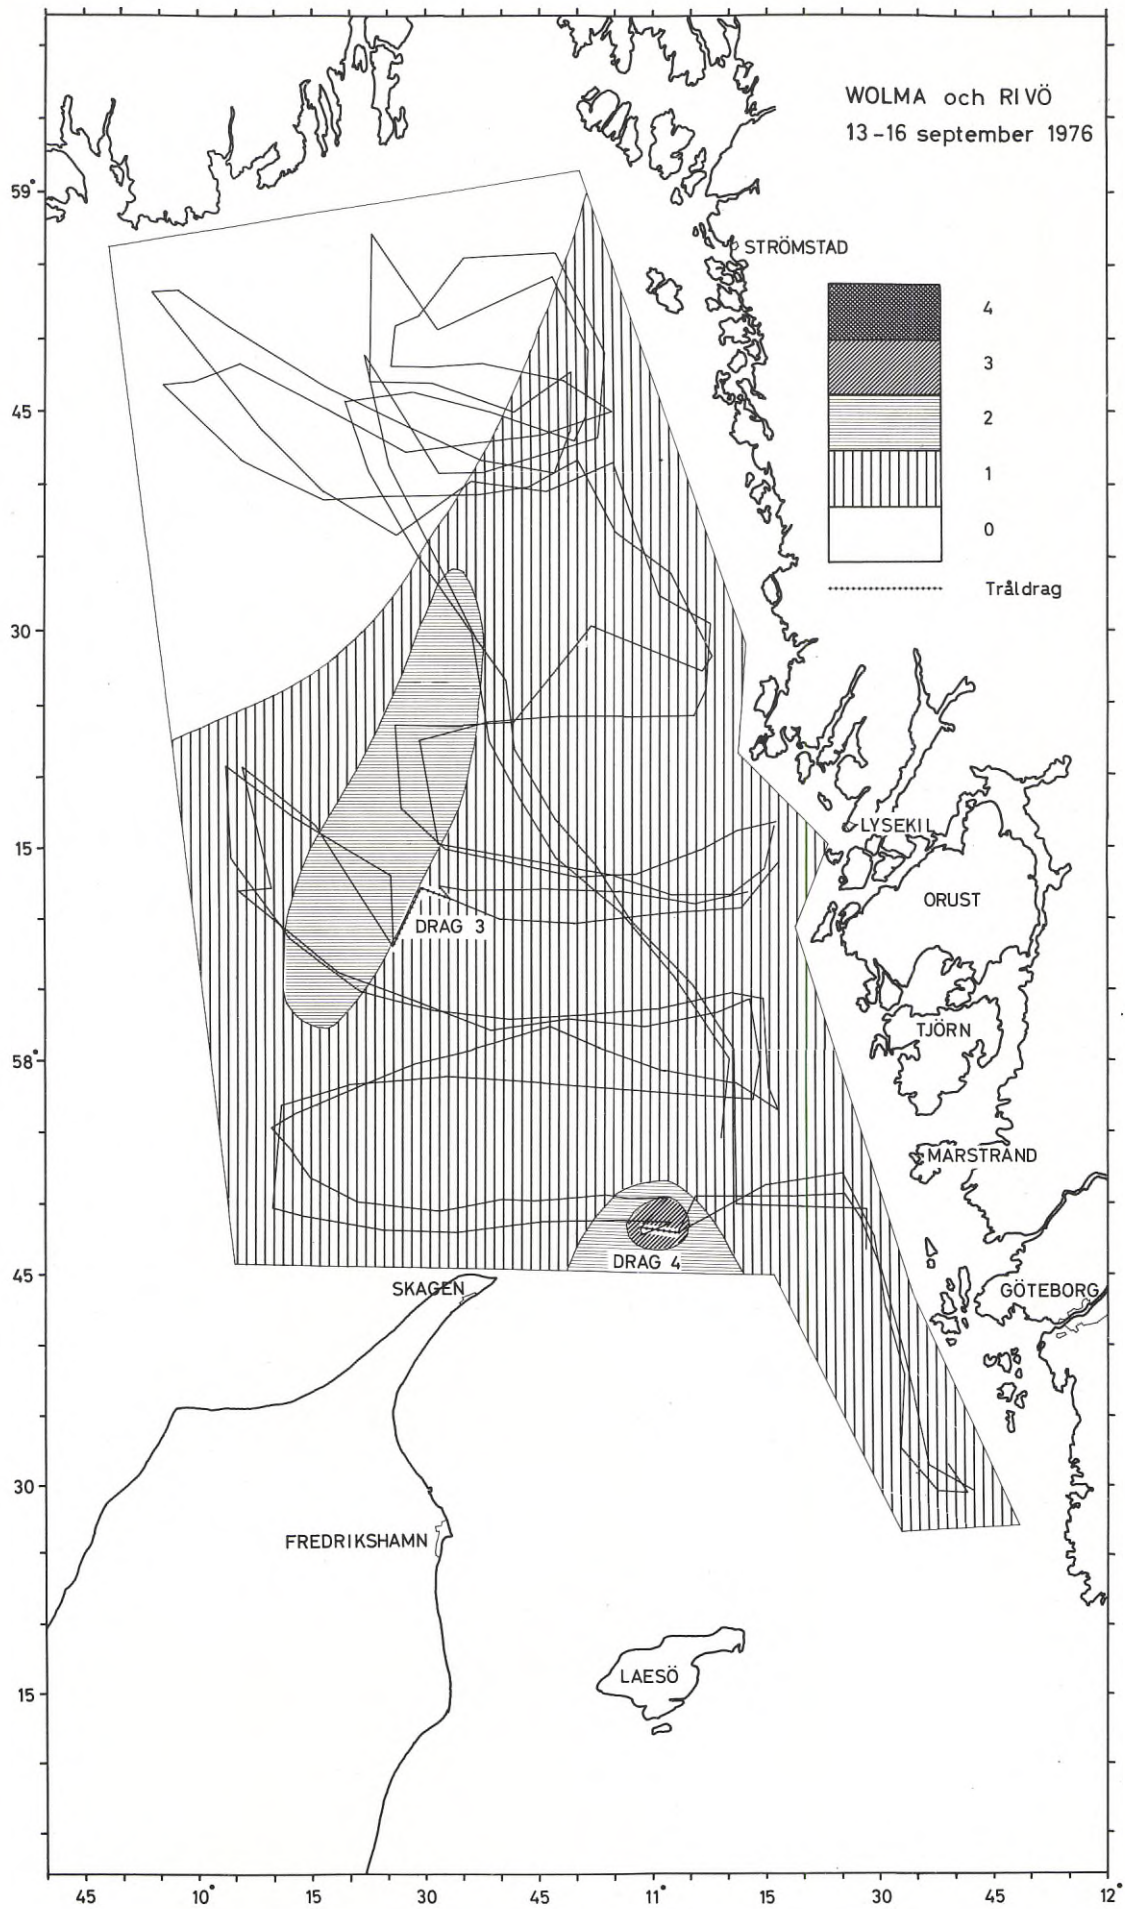 WOLMA och RIVÖ
13-16 september 1976
59°
STRÖMSTAD
4
3
45
2
1
0
Tråldrag
30
LYSEKIL
15
ORUST
DRAG 3
TJÖRN
58°
MARSTRAND
DRAG 4
45
SKAGEN
GÖTEBORG
30
FREDRIKSHAMN
LAESÖ
15
45 10° 15 30 45 11° 15 30 45 12°